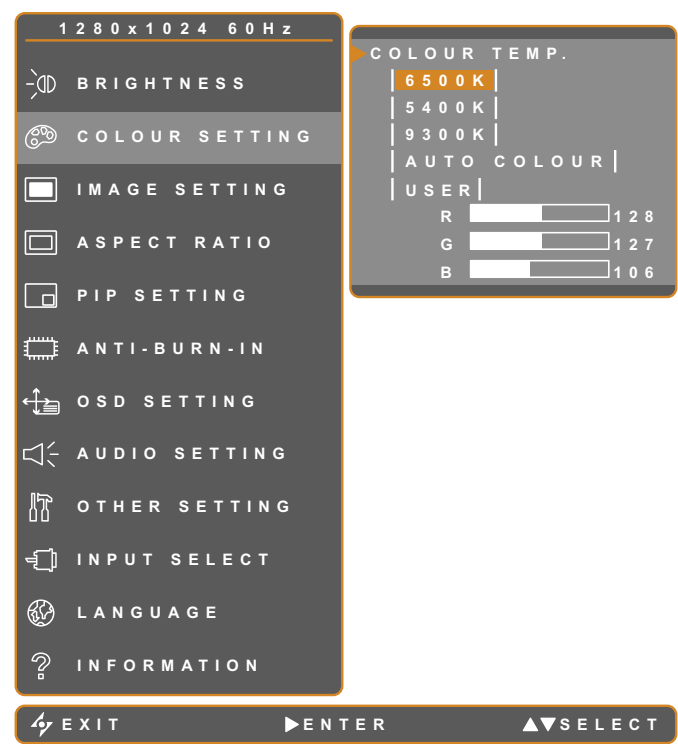 1280x1024 60Hz
BRIGHTNESS
COLOUR SETTING
IMAGE SETTING
ASPECT RATIO
PIP SETTING
ANTI-BURN-IN
OSD SETTING
AUDIO SETTING
OTHER SETTING
INPUT SELECT
LANGUAGE
INFORMATION
COLOUR TEMP.
6500K
5400K
9300K
AUTO COLOUR
USER
R 128
G 127
B 106
EXIT ENTER SELECT